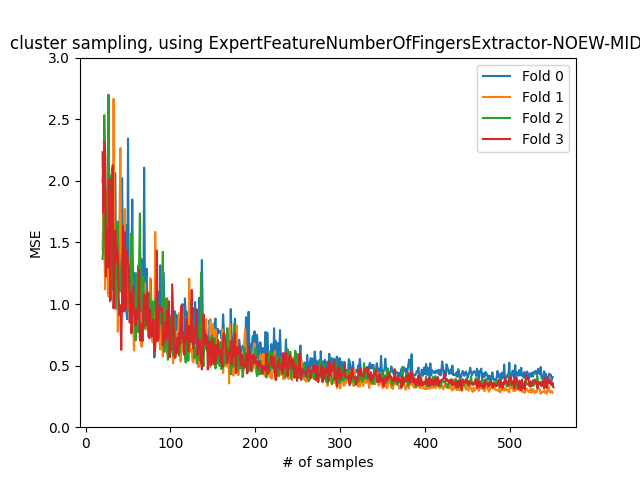 cluster sampling, using ExpertFeatureNumberOfFingersExtractor-NOEW-MID
3.0
2.5
2.0
1.5
1.0
0.5
0.0
MSE
Fold 0
Fold 1
Fold 2
Fold 3
0 100 200 300 400 500
# of samples